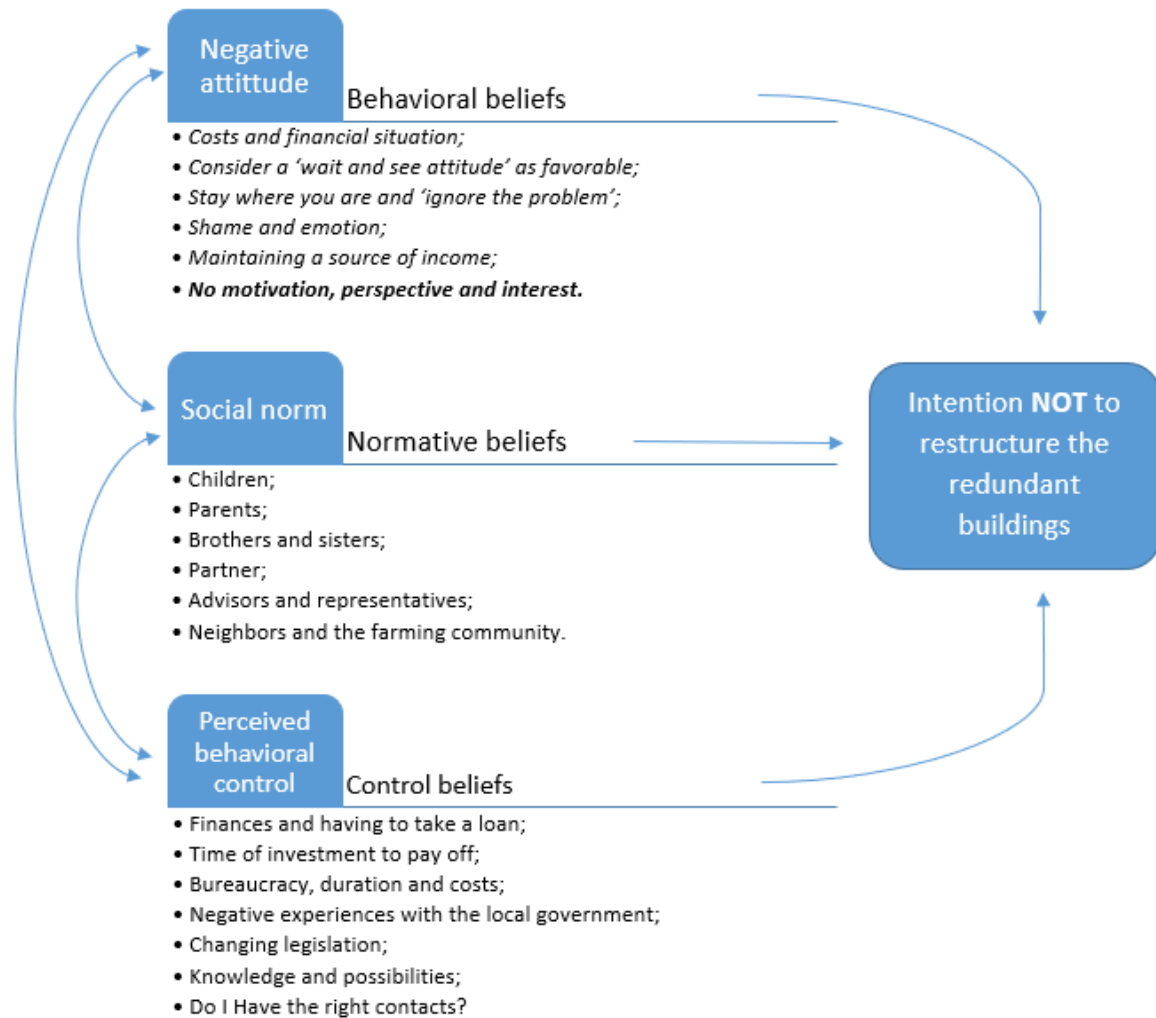 Negative
attittude
Behavioral beliefs
• Costs and financial situation;
• Consider a ‘wait and see attitude’ as favorable;
• Stay where you are and ‘ignore the problem’;
• Shame and emotion;
• Maintaining a source of income;
• No motivation, perspective and interest.
Social norm
Normative beliefs
• Children;
• Parents;
• Brothers and sisters;
• Partner;
• Advisors and representatives;
• Neighbors and the farming community.
Perceived
behavioral
control
Control beliefs
• Finances and having to take a loan;
• Time of investment to pay off;
• Bureaucracy, duration and costs;
• Negative experiences with the local government;
• Changing legislation;
• Knowledge and possibilities;
• Do I Have the right contacts?
Intention NOT to
restructure the
redundant
buildings